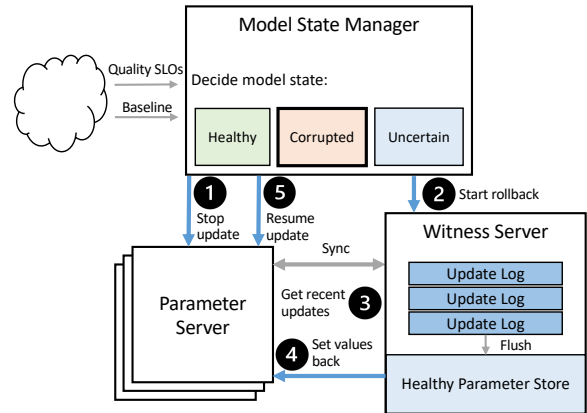 Model State Manager
Quality SLOs
Baseline
Decide model state:
Healthy
Corrupted
Uncertain
1
Stop
update
5
Resume
update
2
Start rollback
Witness Server
Sync
Update Log
Update Log
Update Log
Parameter
Server
Get recent
updates
3
Flush
4
Set values
back
Healthy Parameter Store